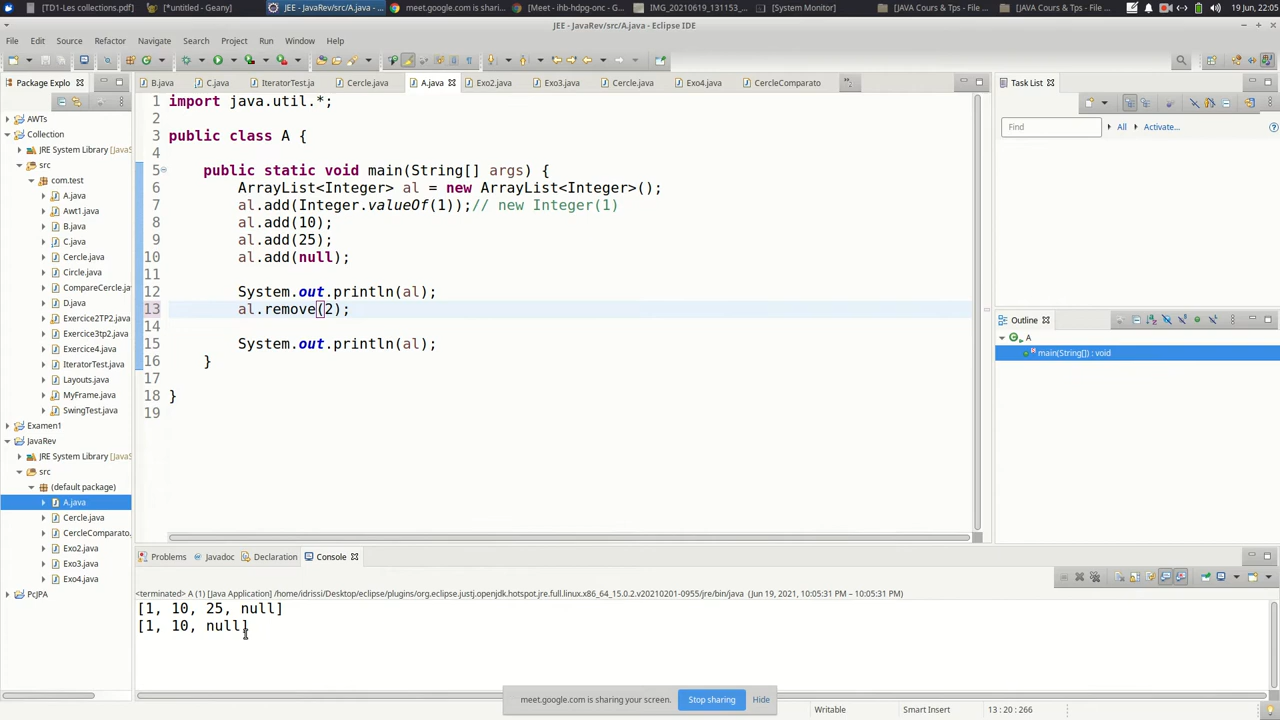 [TD1-Les collections.pdf]
[*untitled* - Geany]
JEE - JavaRev/src/A.java - ...
meet.google.com is shari...
[Meet - ihb-hdpg-onc - G...
IMG_20210619_131153_...
[System Monitor]
[JAVA Cours & Tps - File ...
[JAVA Cours & Tps - File ...
19 Jun, 22:05
JEE - JavaRev/src/A.java - Eclipse IDE
File Edit Source Refactor Navigate Search Project Run Window Help
Package Explo
B.java C.java IteratorTest.ja Cercle.java A.java Exo2.java Exo3.java Cercle.java Exo4.java CercleComparato
Task List
Find
All
Activate...
AWTs
Collection
JRE System Library [JavaS
src
com.test
A.java
Awt1.java
B.java
C.java
Cercle.java
Circle.java
CompareCercle.java
D.java
Exercice2TP2.java
Exercice3tp2.java
Exercice4.java
IteratorTest.java
Layouts.java
MyFrame.java
SwingTest.java
Examen1
JavaRev
JRE System Library [JavaS
src
(default package)
A.java
Cercle.java
CercleComparato.
Exo2.java
Exo3.java
Exo4.java
PcJPA
1 import java.util.*;
2
3 public class A {
4
5 public static void main(String[] args) {
6 ArrayList<Integer> al = new ArrayList<Integer>();
7 al.add(Integer.valueOf(1));// new Integer(1)
8 al.add(10);
9 al.add(25);
10 al.add(null);
11
12 System.out.println(al);
13 al.remove(2);
14
15 System.out.println(al);
16 }
17
18 }
19
Outline
A
main(String[]) : void
Problems Javadoc Declaration Console
<terminated> A (1) [Java Application] /home/idrissi/Desktop/eclipse/plugins/org.eclipse.justj.openjdk.hotspot.jre.full.linux.x86_64_15.0.2.v20210201-0955/jre/bin/java (Jun 19, 2021, 10:05:31 PM – 10:05:31 PM)
[1, 10, 25, null]
[1, 10, null]
meet.google.com is sharing your screen.
Stop sharing
Hide
Writable
Smart Insert
13 : 20 : 266